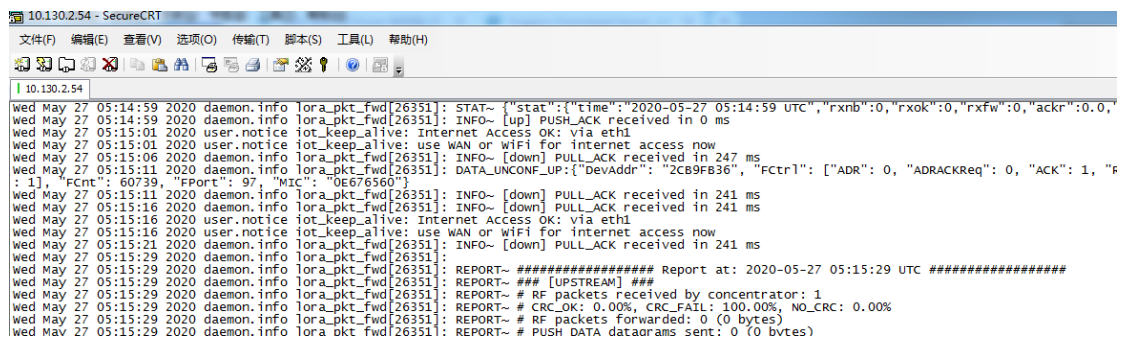 10.130.2.54 - SecureCRT
文件(F) 编辑(E) 查看(V) 选项(O) 传输(T) 脚本(S) 工具(L) 帮助(H)
10.130.2.54
Wed May 27 05:14:59 2020 daemon.info lora_pkt_fwd[26351]: STAT~ {"stat":{"time":"2020-05-27 05:14:59 UTC","rxnb":0,"rxok":0,"rxfw":0,"ackr":0.0,"
Wed May 27 05:14:59 2020 daemon.info lora_pkt_fwd[26351]: INFO~ [up] PUSH_ACK received in 0 ms
Wed May 27 05:15:01 2020 user.notice iot_keep_alive: Internet Access OK: via eth1
Wed May 27 05:15:01 2020 user.notice iot_keep_alive: use WAN or WiFi for internet access now
Wed May 27 05:15:06 2020 daemon.info lora_pkt_fwd[26351]: INFO~ [down] PULL_ACK received in 247 ms
Wed May 27 05:15:11 2020 daemon.info lora_pkt_fwd[26351]: DATA_UNCONF_UP:{"DevAddr": "2CB9FB36", "FCtrl": ["ADR": 0, "ADRACKReq": 0, "ACK": 1, "R
: 1], "FCnt": 60739, "FPort": 97, "MIC": "0E676560"}
Wed May 27 05:15:11 2020 daemon.info lora_pkt_fwd[26351]: INFO~ [down] PULL_ACK received in 241 ms
Wed May 27 05:15:16 2020 daemon.info lora_pkt_fwd[26351]: INFO~ [down] PULL_ACK received in 241 ms
Wed May 27 05:15:16 2020 user.notice iot_keep_alive: Internet Access OK: via eth1
Wed May 27 05:15:16 2020 user.notice iot_keep_alive: use WAN or WiFi for internet access now
Wed May 27 05:15:21 2020 daemon.info lora_pkt_fwd[26351]: INFO~ [down] PULL_ACK received in 241 ms
Wed May 27 05:15:29 2020 daemon.info lora_pkt_fwd[26351]:
Wed May 27 05:15:29 2020 daemon.info lora_pkt_fwd[26351]: REPORT~ ################## Report at: 2020-05-27 05:15:29 UTC ##################
Wed May 27 05:15:29 2020 daemon.info lora_pkt_fwd[26351]: REPORT~ ### [UPSTREAM] ###
Wed May 27 05:15:29 2020 daemon.info lora_pkt_fwd[26351]: REPORT~ # RF packets received by concentrator: 1
Wed May 27 05:15:29 2020 daemon.info lora_pkt_fwd[26351]: REPORT~ # CRC_OK: 0.00%, CRC_FAIL: 100.00%, NO_CRC: 0.00%
Wed May 27 05:15:29 2020 daemon.info lora_pkt_fwd[26351]: REPORT~ # RF packets forwarded: 0 (0 bytes)
Wed May 27 05:15:29 2020 daemon.info lora_pkt_fwd[26351]: REPORT~ # PUSH_DATA datagrams sent: 0 (0 bytes)